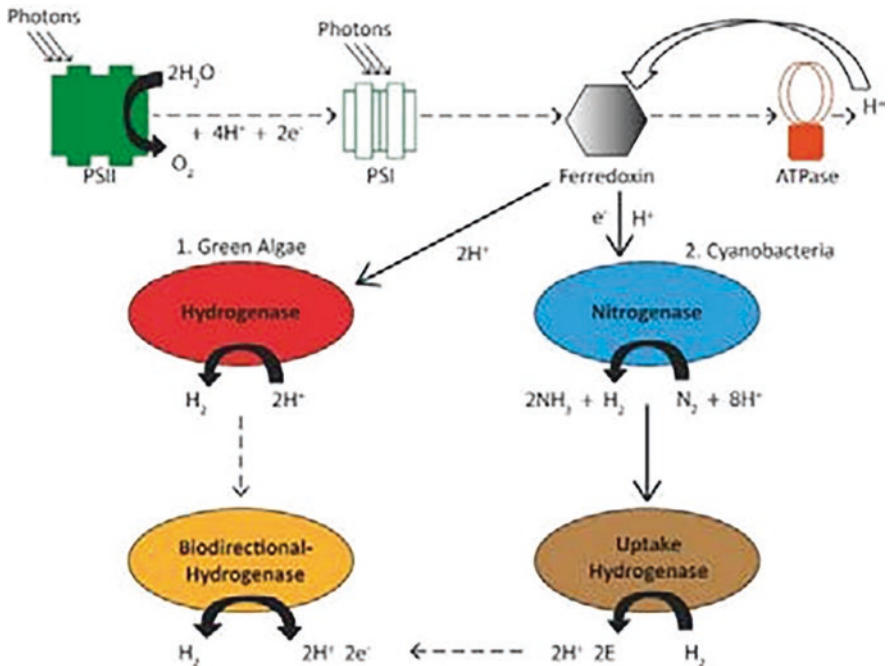 Photons
Photons
2H₂O
H⁺
+ 4H⁺ + 2e⁻
O₂
PSII
PSI
Ferredoxin
ATPase
e⁻ H⁺
1. Green Algae
2H⁺
2. Cyanobacteria
Hydrogenase
Nitrogenase
H₂ 2H⁺
2NH₃ + H₂ N₂ + 8H⁺
Biodirectional-
Hydrogenase
Uptake
Hydrogenase
H₂ 2H⁺ 2e⁻
2H⁺ 2E H₂